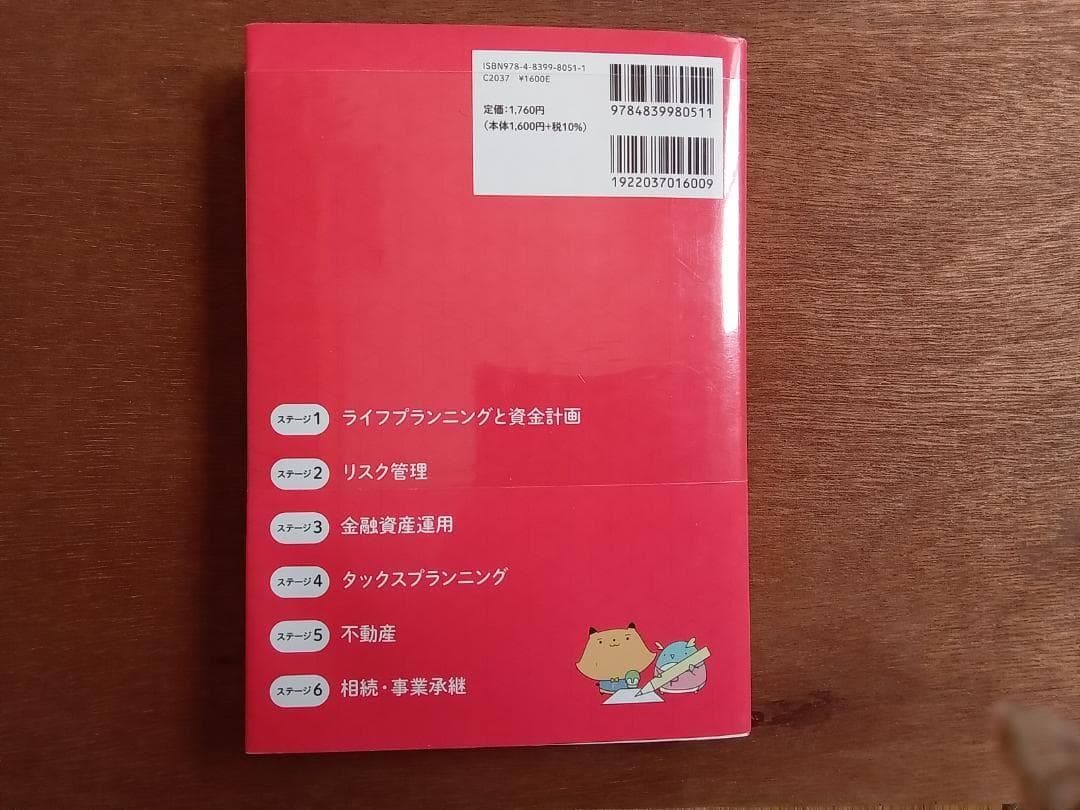 ISBN978-4-8399-8051-1
C2037 ¥1600E
定価：1,760円
（本体1,600円+税10%）
9784839980511
1922037016009
ステージ1 ライフプランニングと資金計画
ステージ2 リスク管理
ステージ3 金融資産運用
ステージ4 タックスプランニング
ステージ5 不動産
ステージ6 相続・事業承継